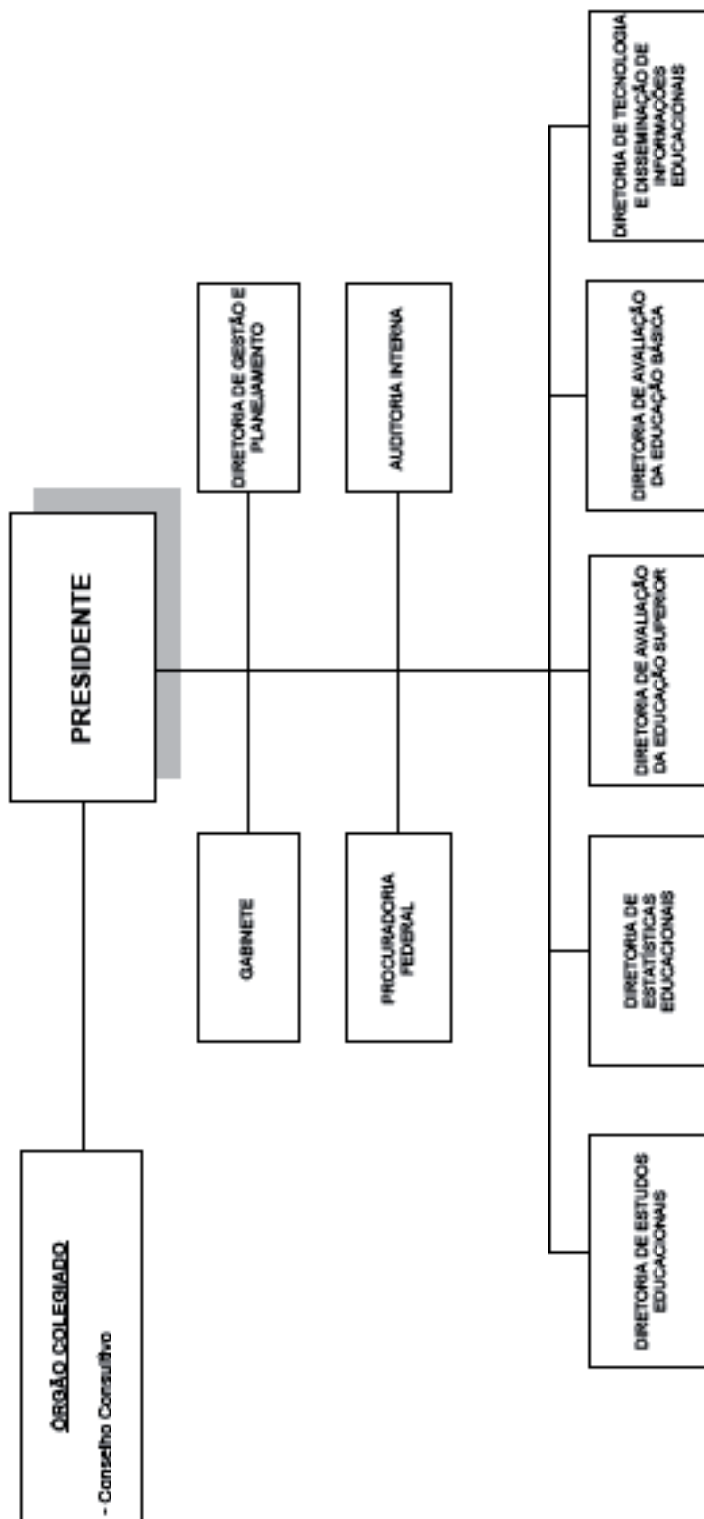 ÓRGÃO COLEGIADO
- Conselho Consultivo
PRESIDENTE
GABINETE
DIRETORIA DE GESTÃO E
PLANEJAMENTO
PROCURADORIA
FEDERAL
AUDITORIA INTERNA
DIRETORIA DE ESTUDOS
EDUCACIONAIS
DIRETORIA DE
ESTATÍSTICAS
EDUCACIONAIS
DIRETORIA DE AVALIAÇÃO
DA EDUCAÇÃO SUPERIOR
DIRETORIA DE AVALIAÇÃO
DA EDUCAÇÃO BÁSICA
DIRETORIA DE TECNOLOGIA
E DISSEMINAÇÃO DE
INFORMAÇÕES
EDUCACIONAIS